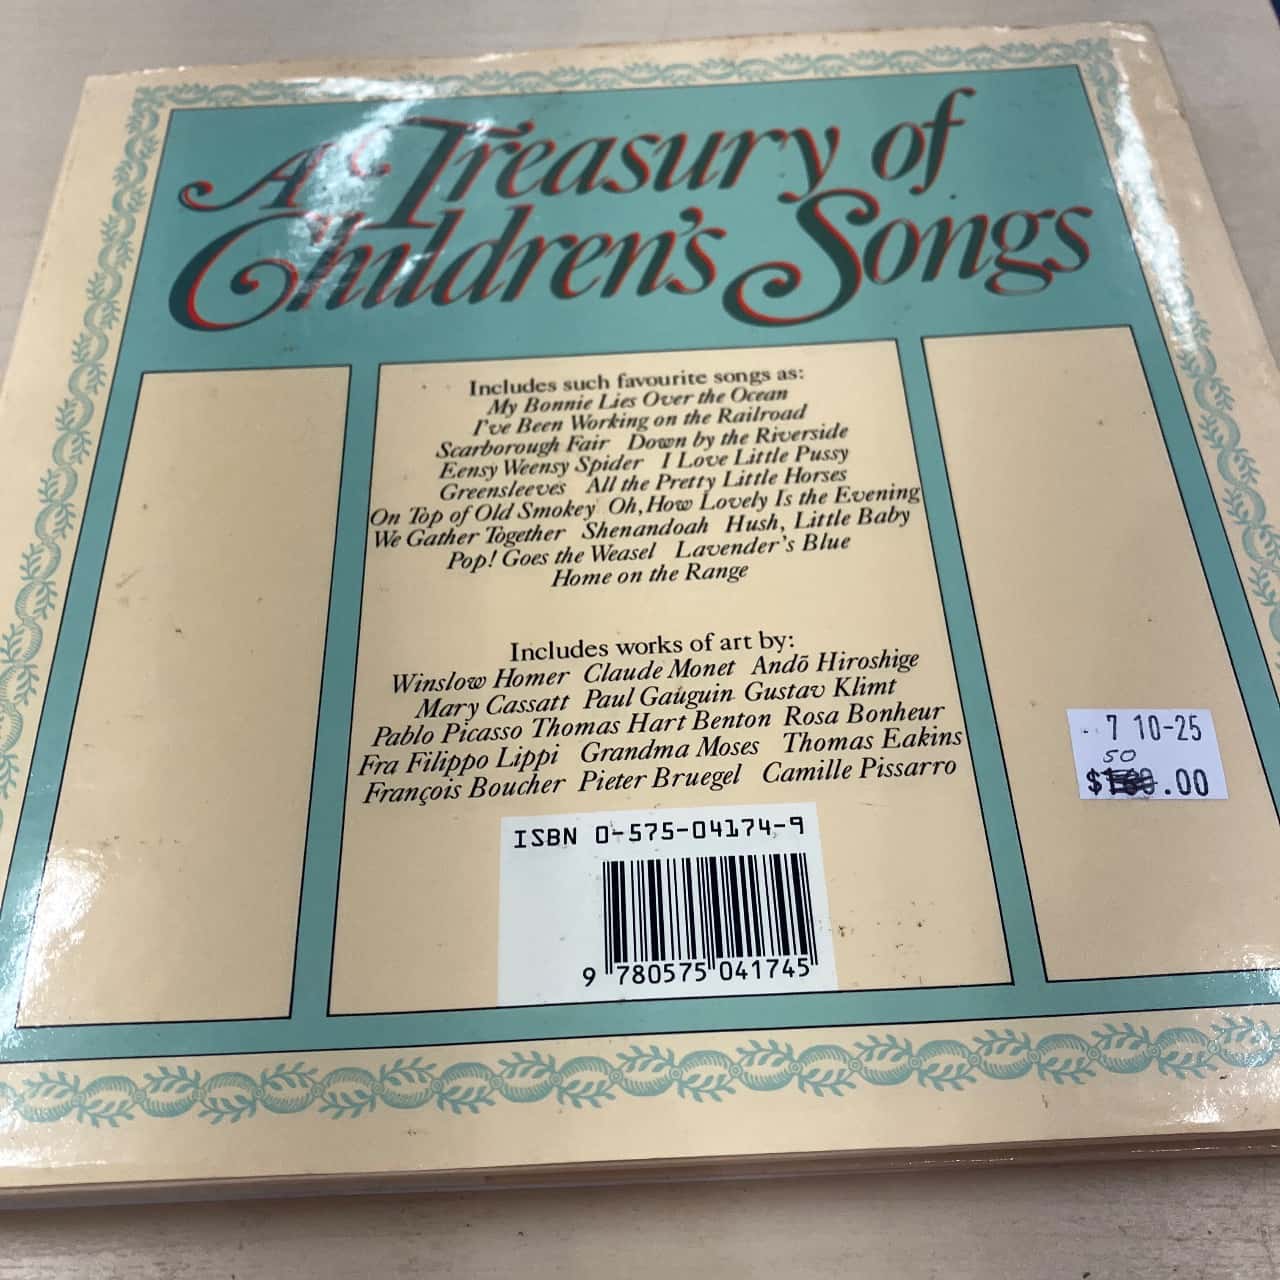 A Treasury of
Children's Songs
Includes such favourite songs as:
My Bonnie Lies Over the Ocean
I've Been Working on the Railroad
Scarborough Fair Down by the Riverside
Eensy Weensy Spider I Love Little Pussy
Greensleeves All the Pretty Little Horses
On Top of Old Smokey Oh, How Lovely Is the Evening
We Gather Together Shenandoah Hush, Little Baby
Pop! Goes the Weasel Lavender's Blue
Home on the Range
Includes works of art by:
Winslow Homer Claude Monet Andō Hiroshige
Mary Cassatt Paul Gauguin Gustav Klimt
Pablo Picasso Thomas Hart Benton Rosa Bonheur
Fra Filippo Lippi Grandma Moses Thomas Eakins
François Boucher Pieter Bruegel Camille Pissarro
7 10-25
50
$ .00
ISBN 0-575-04174-9
9 780575 041745